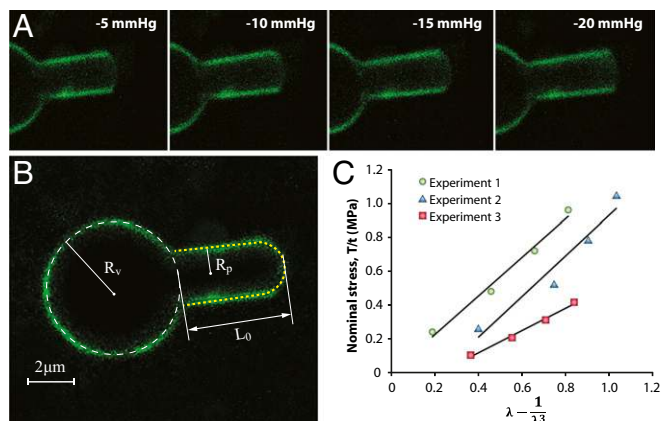 A
-5 mmHg
-10 mmHg
-15 mmHg
-20 mmHg
B
Rv
Rp
L0
2μm
C
Nominal stress, T/t (MPa)
1.2
1.0
0.8
0.6
0.4
0.2
0
Experiment 1
Experiment 2
Experiment 3
0 0.2 0.4 0.6 0.8 1.0 1.2
λ − 1/λ³